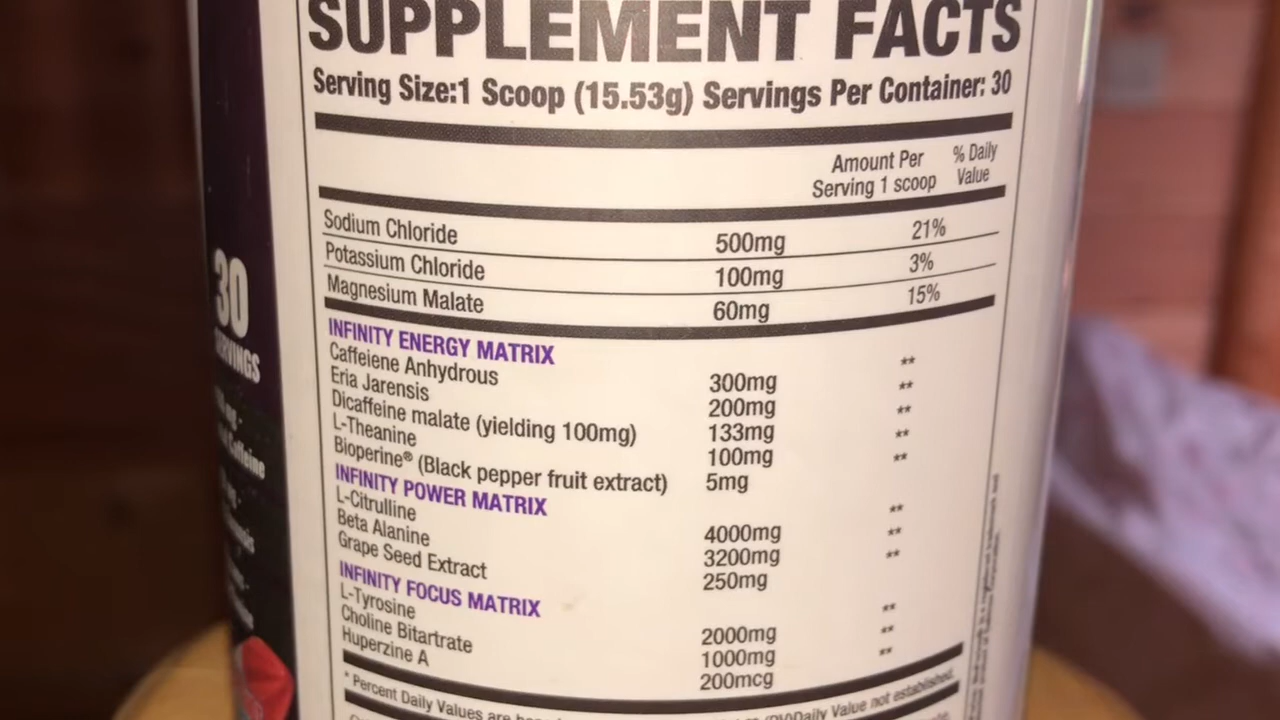 SUPPLEMENT FACTS
Serving Size:1 Scoop (15.53g) Servings Per Container: 30
Amount Per Serving 1 scoop
% Daily Value
Sodium Chloride 500mg 21%
Potassium Chloride 100mg 3%
Magnesium Malate 60mg 15%
INFINITY ENERGY MATRIX
Caffeiene Anhydrous 300mg **
Eria Jarensis 200mg **
Dicaffeine malate (yielding 100mg) 133mg **
L-Theanine 100mg **
Bioperine® (Black pepper fruit extract) 5mg **
INFINITY POWER MATRIX
L-Citrulline 4000mg **
Beta Alanine 3200mg **
Grape Seed Extract 250mg **
INFINITY FOCUS MATRIX
L-Tyrosine 2000mg **
Choline Bitartrate 1000mg **
Huperzine A 200mcg **
* Percent Daily Values are
Daily Value not established.
30